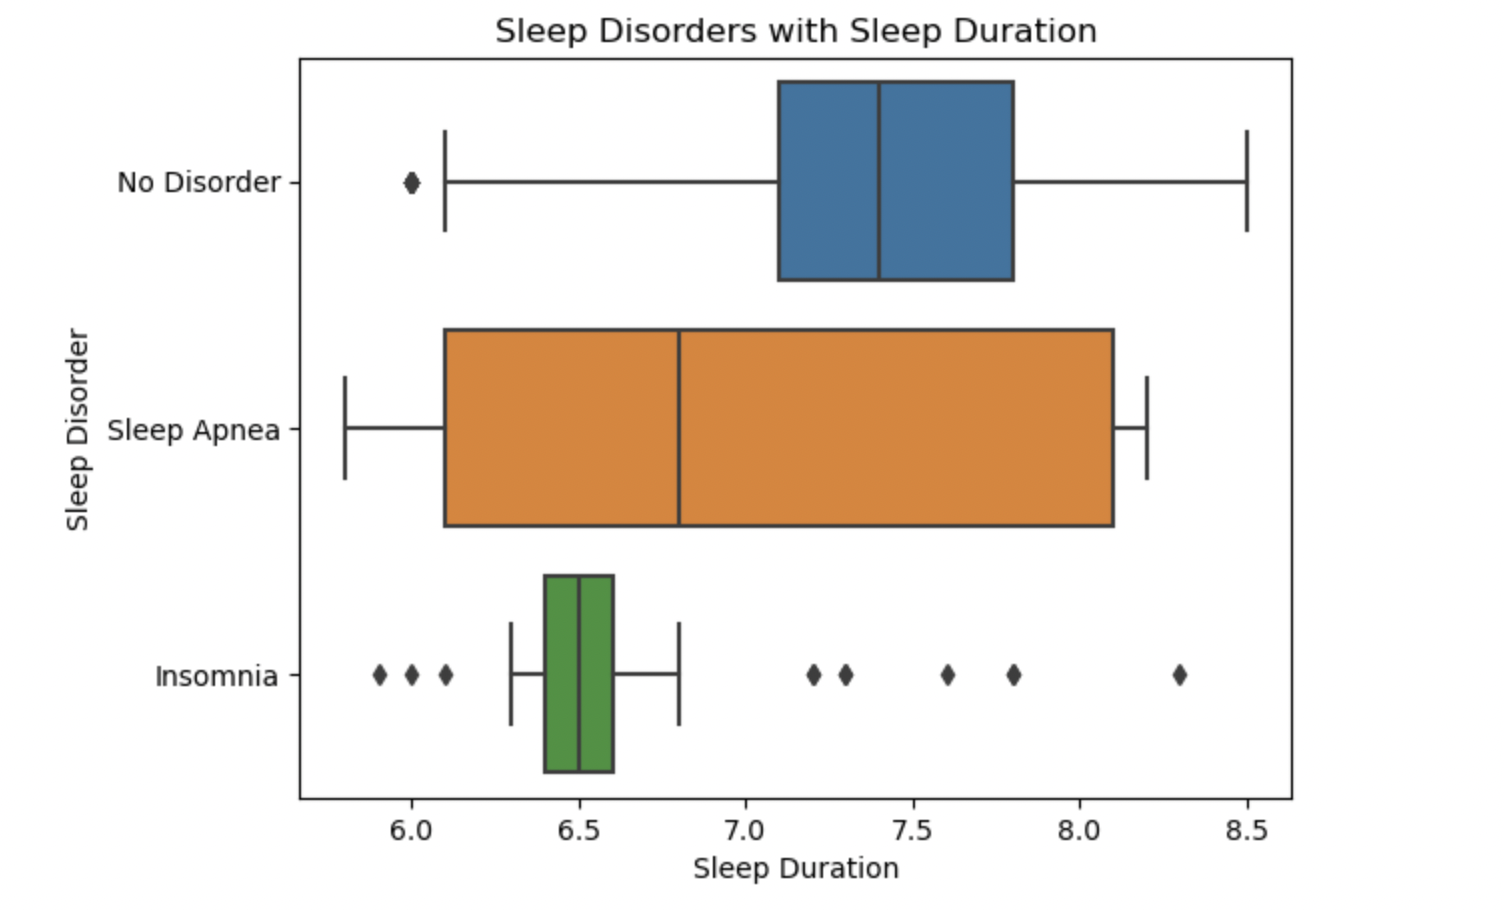 Sleep Disorders with Sleep Duration
No Disorder
Sleep Apnea
Insomnia
Sleep Disorder
6.0 6.5 7.0 7.5 8.0 8.5
Sleep Duration